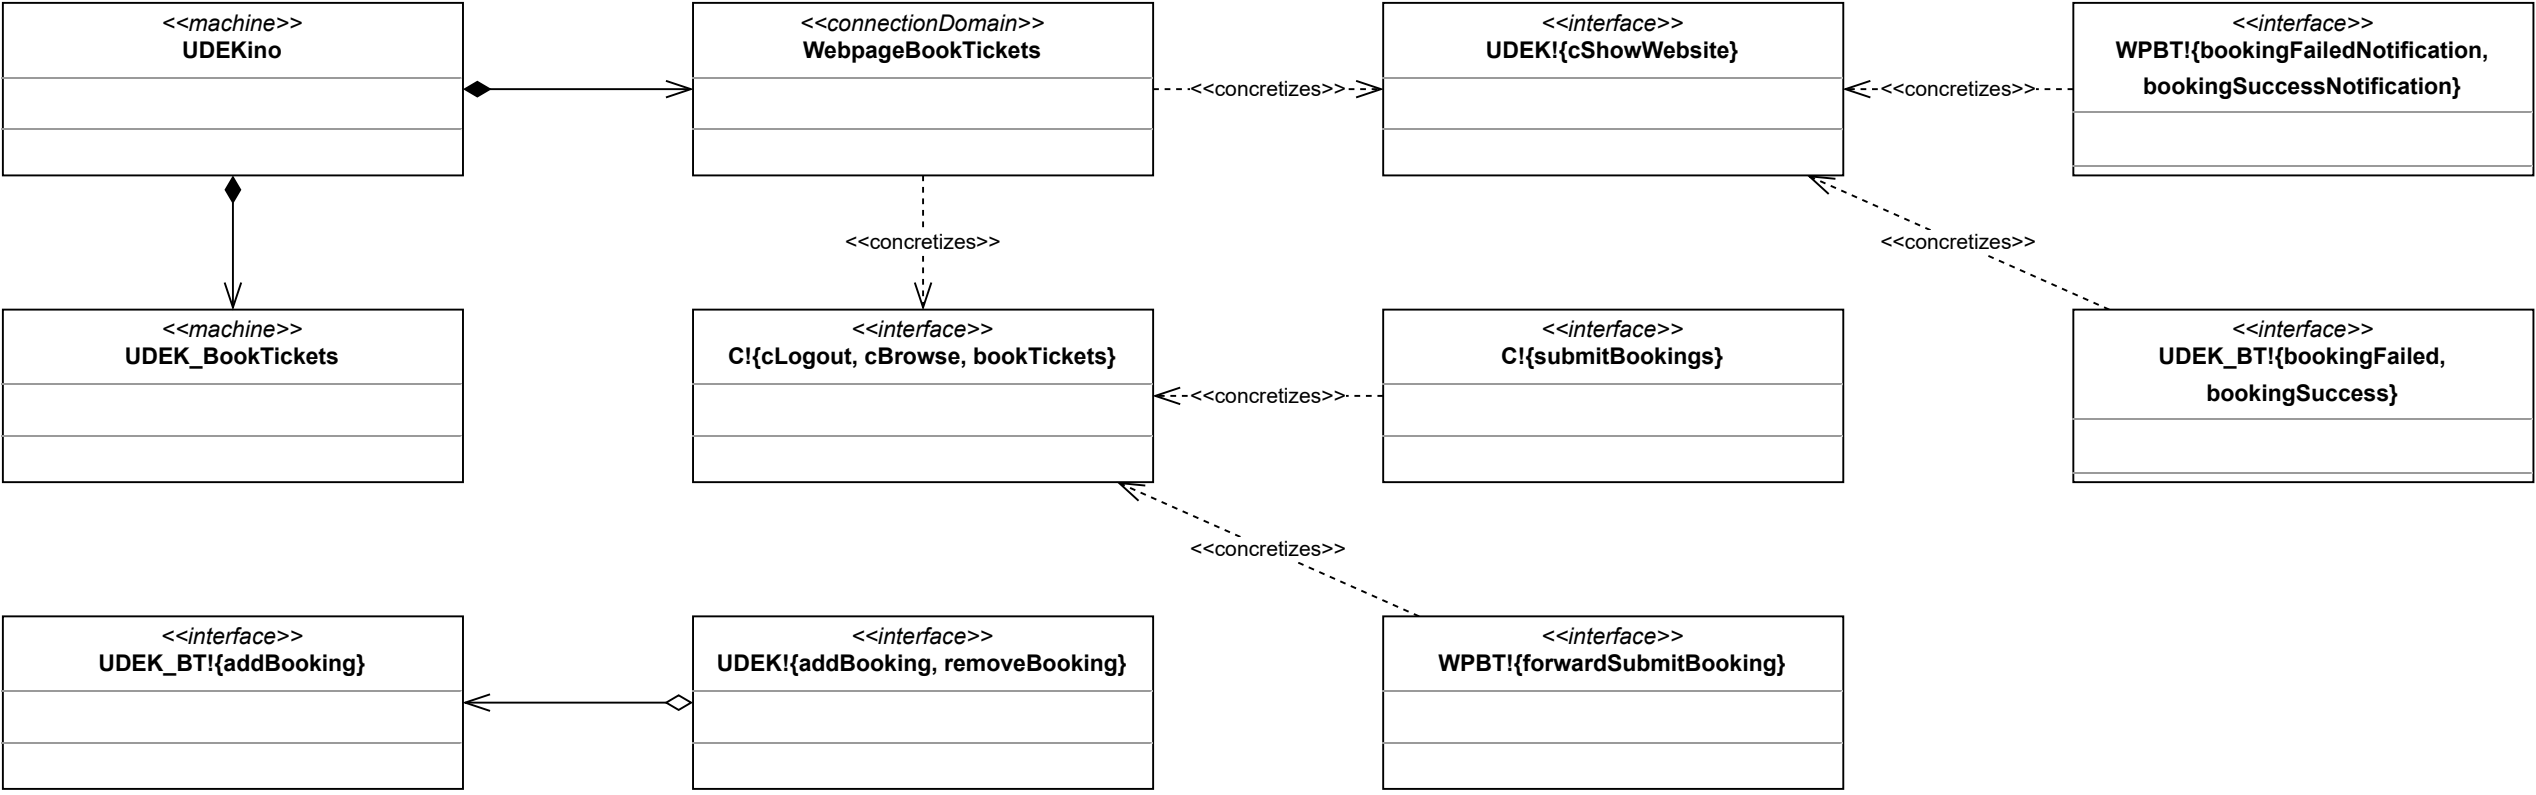 <<machine>>
UDEKino
<<connectionDomain>>
WebpageBookTickets
<<interface>>
UDEK!{cShowWebsite}
<<interface>>
WPBT!{bookingFailedNotification,
bookingSuccessNotification}
<<concretizes>>
<<concretizes>>
<<concretizes>>
<<concretizes>>
<<machine>>
UDEK_BookTickets
<<interface>>
C!{cLogout, cBrowse, bookTickets}
<<interface>>
C!{submitBookings}
<<interface>>
UDEK_BT!{bookingFailed,
bookingSuccess}
<<concretizes>>
<<concretizes>>
<<interface>>
UDEK_BT!{addBooking}
<<interface>>
UDEK!{addBooking, removeBooking}
<<interface>>
WPBT!{forwardSubmitBooking}